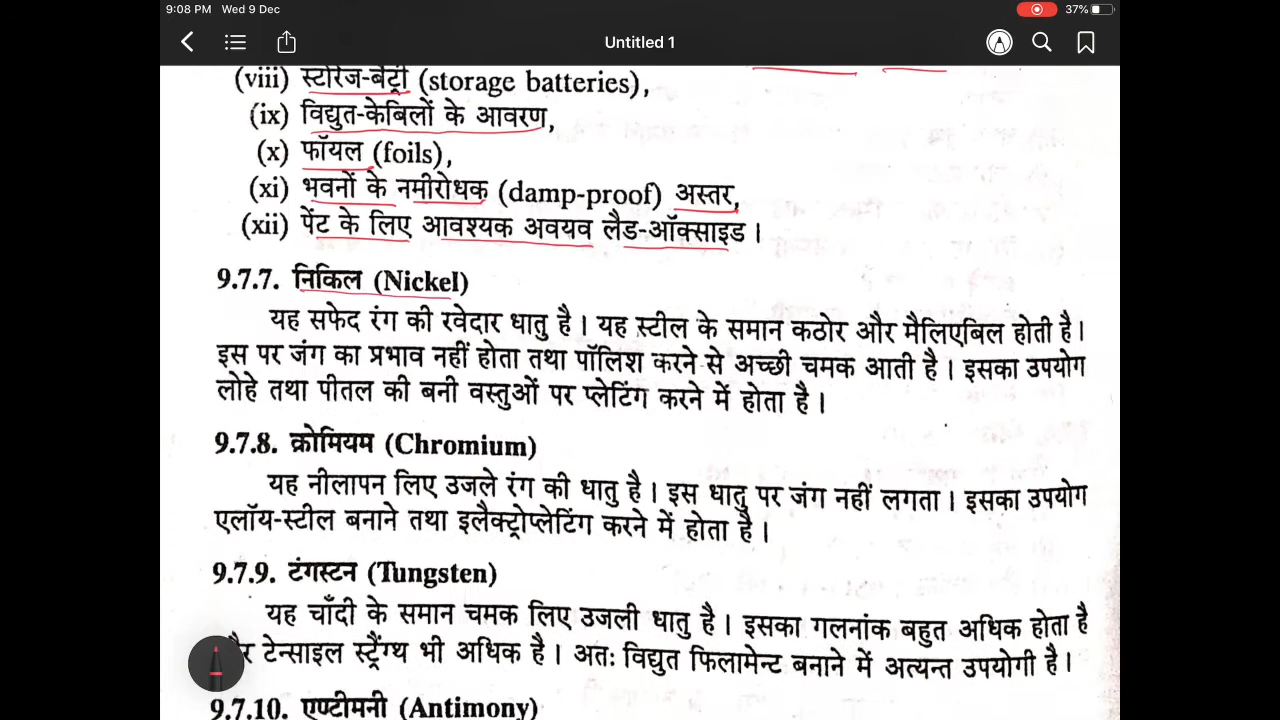 9:08 PM Wed 9 Dec
37%
Untitled 1
(viii) स्टोरेज-बैट्री (storage batteries),
(ix) विद्युत-केबिलों के आवरण,
(x) फॉयल (foils),
(xi) भवनों के नमीरोधक (damp-proof) अस्तर,
(xii) पेंट के लिए आवश्यक अवयव लैड-ऑक्साइड।
9.7.7. निकिल (Nickel)
यह सफेद रंग की रवेदार धातु है। यह स्टील के समान कठोर और मैलिएबिल होती है।
इस पर जंग का प्रभाव नहीं होता तथा पॉलिश करने से अच्छी चमक आती है। इसका उपयोग
लोहे तथा पीतल की बनी वस्तुओं पर प्लेटिंग करने में होता है।
9.7.8. क्रोमियम (Chromium)
यह नीलापन लिए उजले रंग की धातु है। इस धातु पर जंग नहीं लगता। इसका उपयोग
एलॉय-स्टील बनाने तथा इलैक्ट्रोप्लेटिंग करने में होता है।
9.7.9. टंगस्टन (Tungsten)
यह चाँदी के समान चमक लिए उजली धातु है। इसका गलनांक बहुत अधिक होता है
टेन्साइल स्ट्रैंग्थ भी अधिक है। अतः विद्युत फिलामेन्ट बनाने में अत्यन्त उपयोगी है।
9.7.10. एण्टीमनी (Antimony)